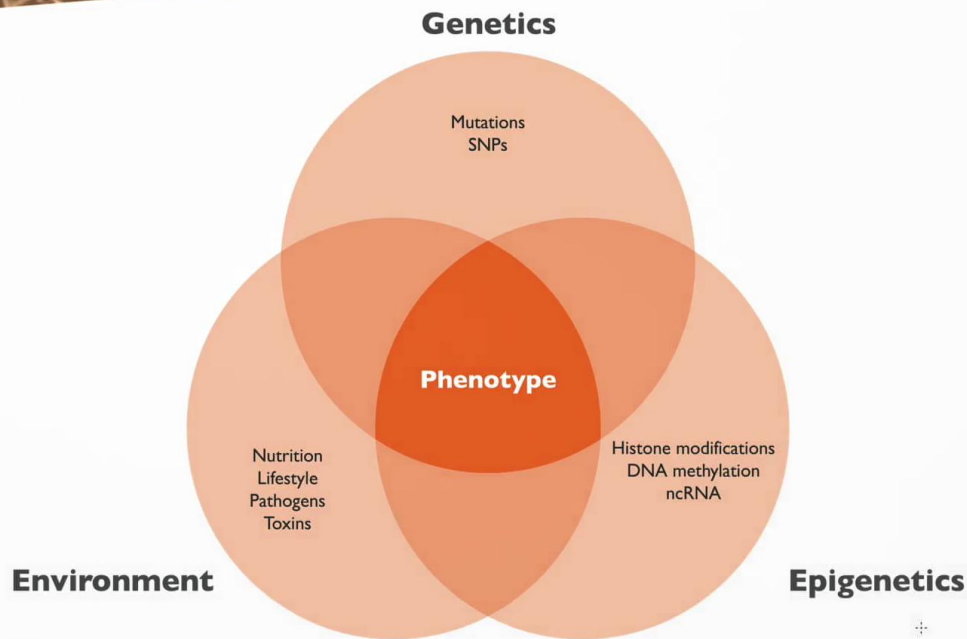 Genetics
Mutations
SNPs
Phenotype
Nutrition
Lifestyle
Pathogens
Toxins
Histone modifications
DNA methylation
ncRNA
Environment
Epigenetics